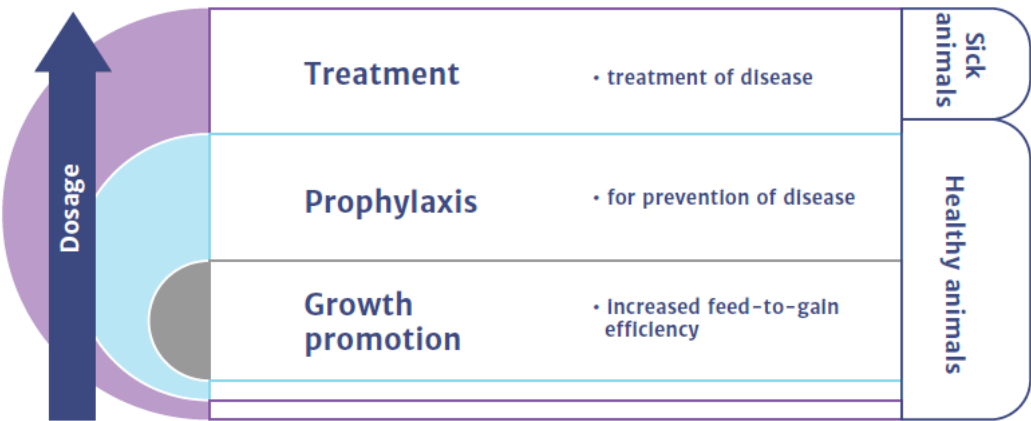 Dosage
Treatment
• treatment of disease
Sick
animals
Prophylaxis
• for prevention of disease
Healthy animals
Growth
promotion
• Increased feed-to-gain
efficiency